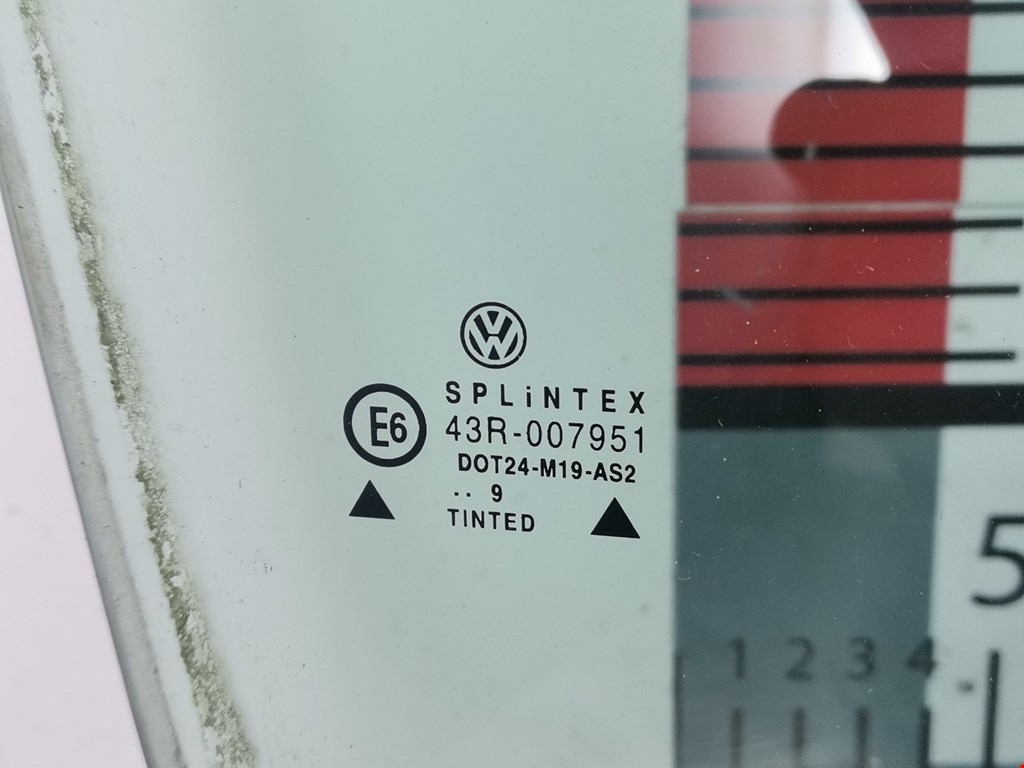 SPLiNTEX
E6
43R-007951
DOT24-M19-AS2
.. 9
TINTED
5
1 2 3 4